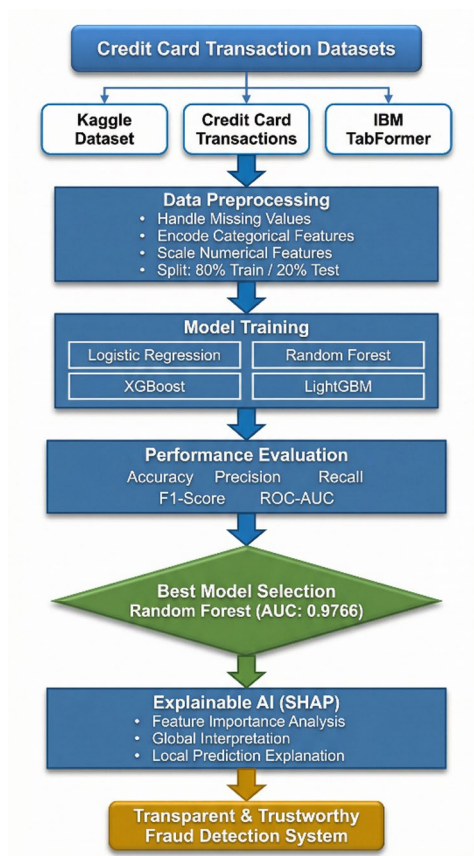 Credit Card Transaction Datasets
Kaggle
Dataset
Credit Card
Transactions
IBM
TabFormer
Data Preprocessing
• Handle Missing Values
• Encode Categorical Features
• Scale Numerical Features
• Split: 80% Train / 20% Test
Model Training
Logistic Regression
Random Forest
XGBoost
LightGBM
Performance Evaluation
Accuracy Precision Recall
F1-Score ROC-AUC
Best Model Selection
Random Forest (AUC: 0.9766)
Explainable AI (SHAP)
• Feature Importance Analysis
• Global Interpretation
• Local Prediction Explanation
Transparent & Trustworthy
Fraud Detection System